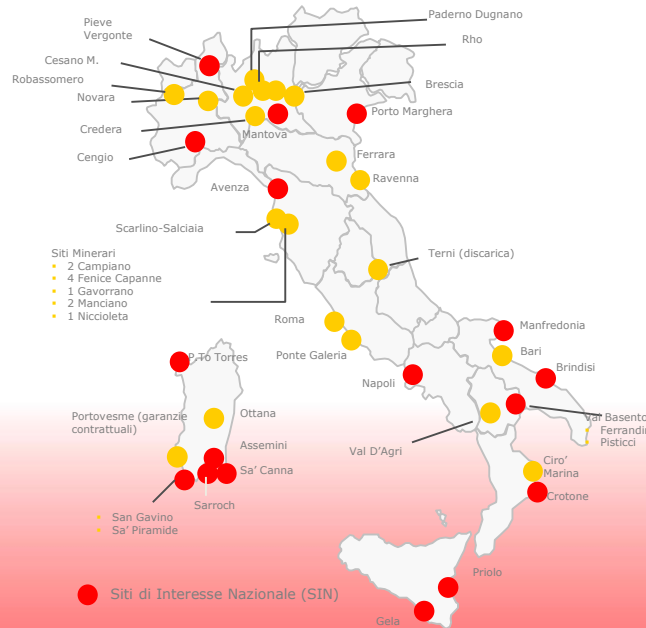 Paderno Dugnano
Pieve
Vergonte
Rho
Cesano M.
Robassomero
Brescia
Novara
Porto Marghera
Credera
Mantova
Cengio
Ferrara
Ravenna
Avenza
Scarlino-Salciaia
Siti Minerari
• 2 Campiano
• 4 Fenice Capanne
• 1 Gavorrano
• 2 Manciano
• 1 Niccioleta
Terni (discarica)
Roma
Manfredonia
Ponte Galeria
Bari
P.To Torres
Brindisi
Napoli
Portovesme (garanzie
contrattuali)
Ottana
Val Basento
• Ferrandin
• Pisticci
Val D'Agri
Assemini
Sa' Canna
Ciro'
Marina
Crotone
Sarroch
• San Gavino
• Sa' Piramide
Priolo
Siti di Interesse Nazionale (SIN)
Gela